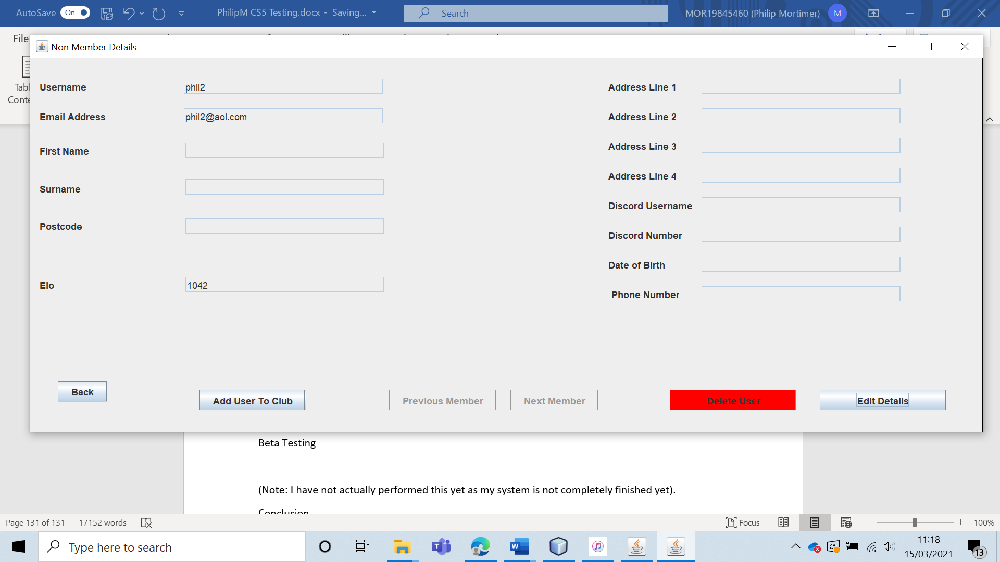 AutoSave On PhilipM CS5 Testing.docx - Saving... Search MOR19845460 (Philip Mortimer) M
File
Non Member Details
Tabl
Conte
Username phil2
Email Address phil2@aol.com
First Name
Surname
Postcode
Elo 1042
Address Line 1
Address Line 2
Address Line 3
Address Line 4
Discord Username
Discord Number
Date of Birth
Phone Number
Back
Add User To Club
Previous Member
Next Member
Delete User
Edit Details
Beta Testing
(Note: I have not actually performed this yet as my system is not completely finished yet).
Conclusion
Page 131 of 131 17152 words Focus 100%
Type here to search
11:18
15/03/2021
13